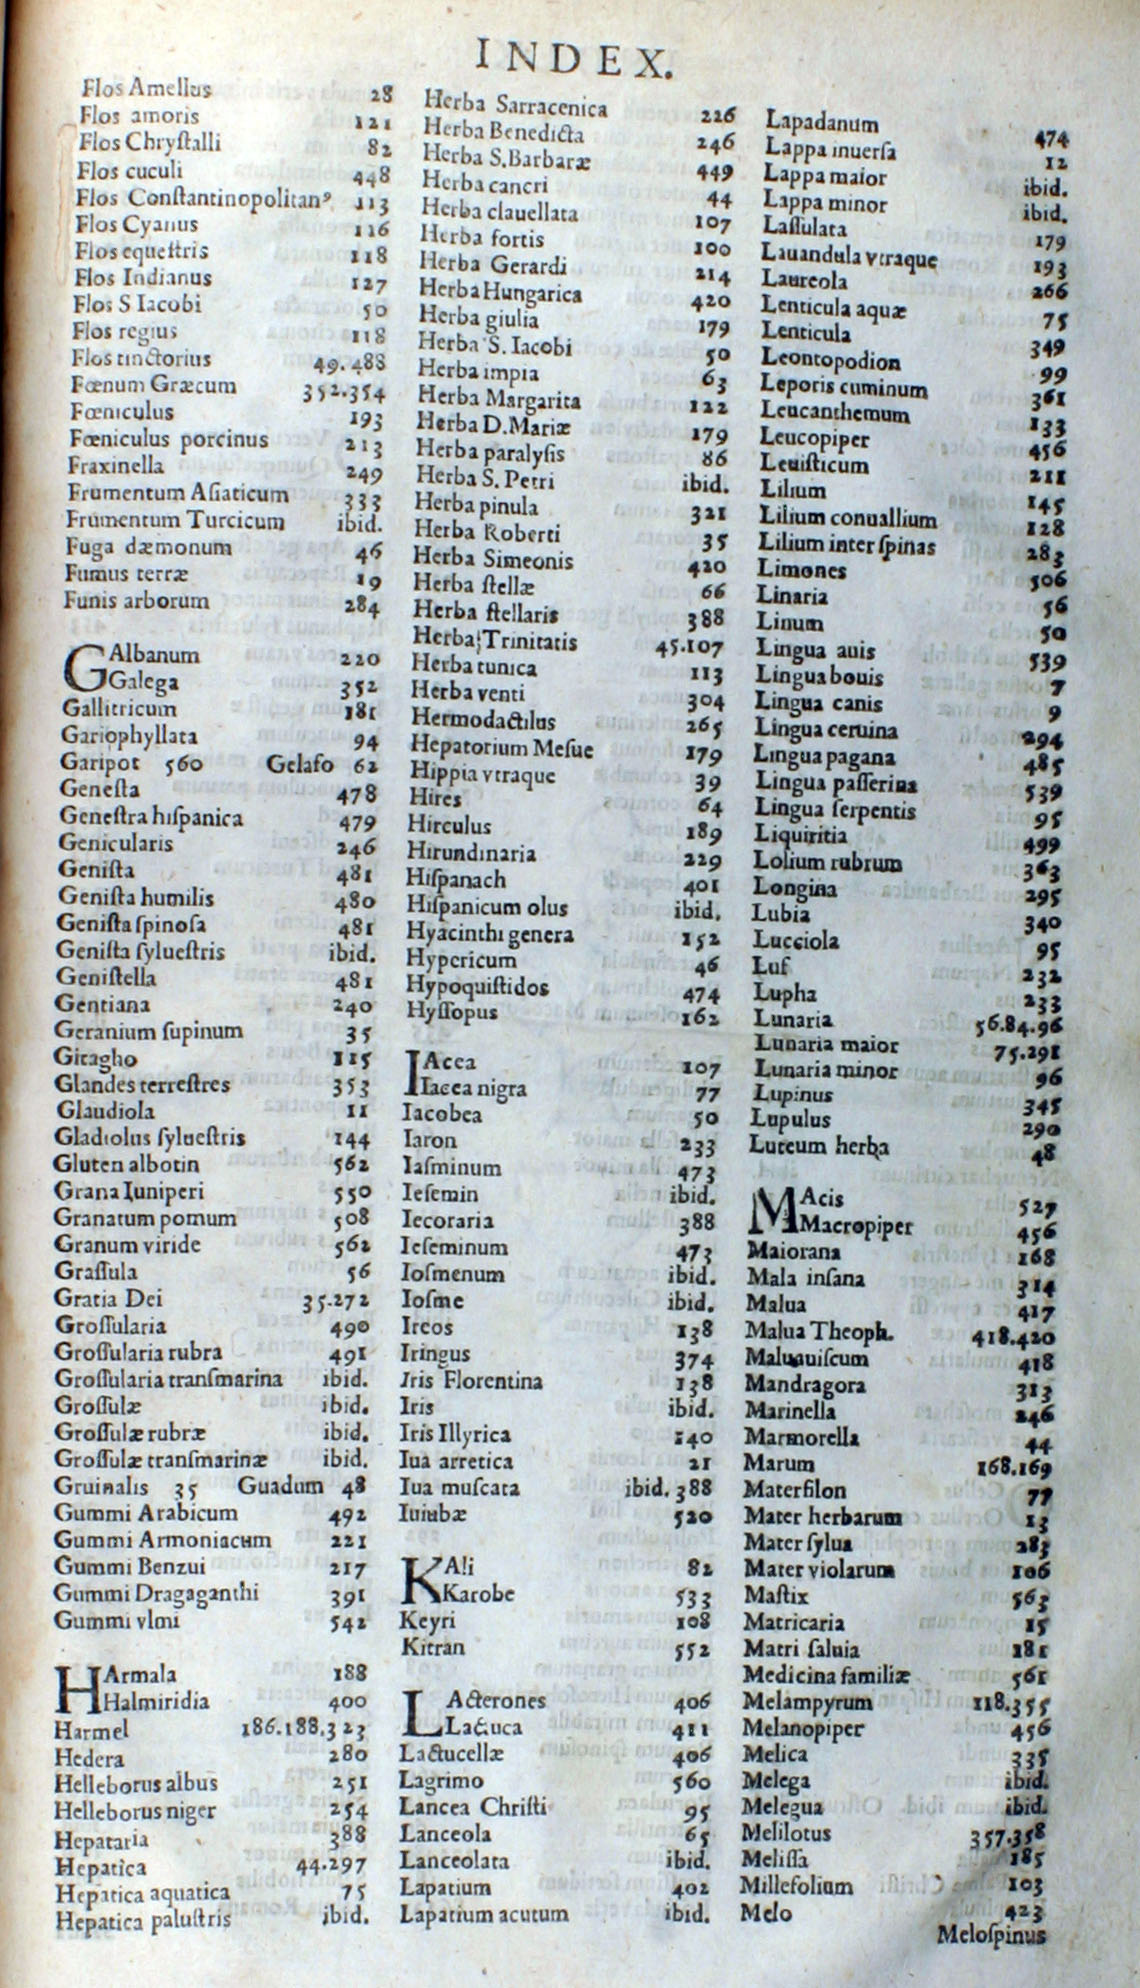 INDEX.
Flos Amellus 28
Flos amoris 121
Flos Chryſtalli 82
Flos cuculi 448
Flos Conſtantinopolitanꝰ 113
Flos Cyanus 116
Flos equeſtris 118
Flos Indianus 127
Flos S Iacobi 50
Flos regius 118
Flos tinctorius 49.488
Fœnum Græcum 352.354
Fœniculus 193
Fœniculus porcinus 213
Fraxinella 249
Frumentum Aſiaticum 333
Frumentum Turcicum ibid.
Fuga dæmonum 46
Fumus terræ 19
Funis arborum 284
GAlbanum 220
Galega 352
Gallitricum 181
Gariophyllata 94
Garipot 560 Gelaſo 62
Geneſta 478
Geneſtra hiſpanica 479
Genicularis 246
Geniſta 481
Geniſta humilis 480
Geniſta ſpinoſa 481
Geniſta ſylueſtris ibid.
Geniſtella 481
Gentiana 240
Geranium ſupinum 35
Gitagho 115
Glandes terreſtres 353
Glaudiola 11
Gladiolus ſylueſtris 144
Gluten albotin 562
Grana Iuniperi 550
Granatum pomum 508
Granum viride 562
Graſſula 56
Gratia Dei 35.272
Groſſularia 490
Groſſularia rubra 491
Groſſularia tranſmarina ibid.
Groſſulæ ibid.
Groſſulæ rubræ ibid.
Groſſulæ tranſmarinæ ibid.
Gruinalis 35 Guadum 48
Gummi Arabicum 492
Gummi Armoniacum 221
Gummi Benzui 217
Gummi Dragaganthi 391
Gummi vlmi 542
HArmala 188
Halmiridia 400
Harmel 186.188.323
Hedera 280
Helleborus albus 251
Helleborus niger 254
Hepataria 388
Hepatica 44.297
Hepatica aquatica 75
Hepatica paluſtris ibid.
Herba Sarracenica 226
Herba Benedicta 246
Herba S.Barbaræ 449
Herba cancri 44
Herba clauellata 107
Herba fortis 100
Herba Gerardi 214
Herba Hungarica 420
Herba giulia 179
Herba S. Iacobi 50
Herba impia 63
Herba Margarita 122
Herba D.Mariæ 179
Herba paralyſis 86
Herba S. Petri ibid.
Herba pinula 321
Herba Roberti 35
Herba Simeonis 420
Herba ſtellæ 66
Herba ſtellaris 388
Herba Trinitatis 45.107
Herba tunica 113
Herba venti 304
Hermodactilus 265
Hepatorium Meſue 179
Hippia vtraque 39
Hires 64
Hirculus 189
Hirundinaria 229
Hiſpanach 401
Hiſpanicum olus ibid.
Hyacinthi genera 152
Hypericum 46
Hypoquiſtidos 474
Hyſſopus 162
IAcea 107
Iacea nigra 77
Iacobea 50
Iaron 233
Iaſminum 473
Ieſemin ibid.
Iecoraria 388
Ieſeminum 473
Ioſmenum ibid.
Ioſme ibid.
Ireos 138
Iringus 374
Iris Florentina 138
Iris ibid.
Iris Illyrica 140
Iua arretica 21
Iua muſcata ibid. 388
Iuiubæ 520
KAli 82
Karobe 533
Keyri 108
Kitran 552
LActerones 406
Lactuca 411
Lactucellæ 406
Lagrimo 560
Lancea Chriſti 95
Lanceola 65
Lanceolata ibid.
Lapatium 402
Lapatium acutum ibid.
Lapadanum 474
Lappa inuerſa 12
Lappa maior ibid.
Lappa minor ibid.
Laſſulata 179
Lauandula vtraque 193
Laureola 266
Lenticula aquæ 75
Lenticula 349
Leontopodion 99
Leporis cuminum 361
Leucanthemum 133
Leucopiper 456
Leuiſticum 211
Lilium 145
Lilium conuallium 128
Lilium inter ſpinas 283
Limones 506
Linaria 56
Linum 50
Lingua auis 539
Lingua bouis 7
Lingua canis 9
Lingua ceruina 294
Lingua pagana 485
Lingua paſſerina 539
Lingua ſerpentis 95
Liquiritia 499
Lolium rubrum 363
Longina 295
Lubia 340
Lucciola 95
Luf 232
Lupha 233
Lunaria 56.84.96
Lunaria maior 75.291
Lunaria minor 96
Lupinus 345
Lupulus 290
Luteum herba 48
MAcis 527
Macropiper 456
Maiorana 168
Mala inſana 314
Malua 417
Malua Theoph. 418.420
Maluauiſcum 418
Mandragora 313
Marinella 246
Marmorella 44
Marum 168.169
Materfilon 77
Mater herbarum 13
Mater ſylua 283
Mater violarum 106
Maſtix 563
Matricaria 15
Matri ſaluia 181
Medicina familiæ 561
Melampyrum 118.355
Melanopiper 456
Melica 335
Melega ibid.
Melegua ibid.
Melilotus 357.358
Meliſſa 185
Millefolium 103
Melo 423
Meloſpinus